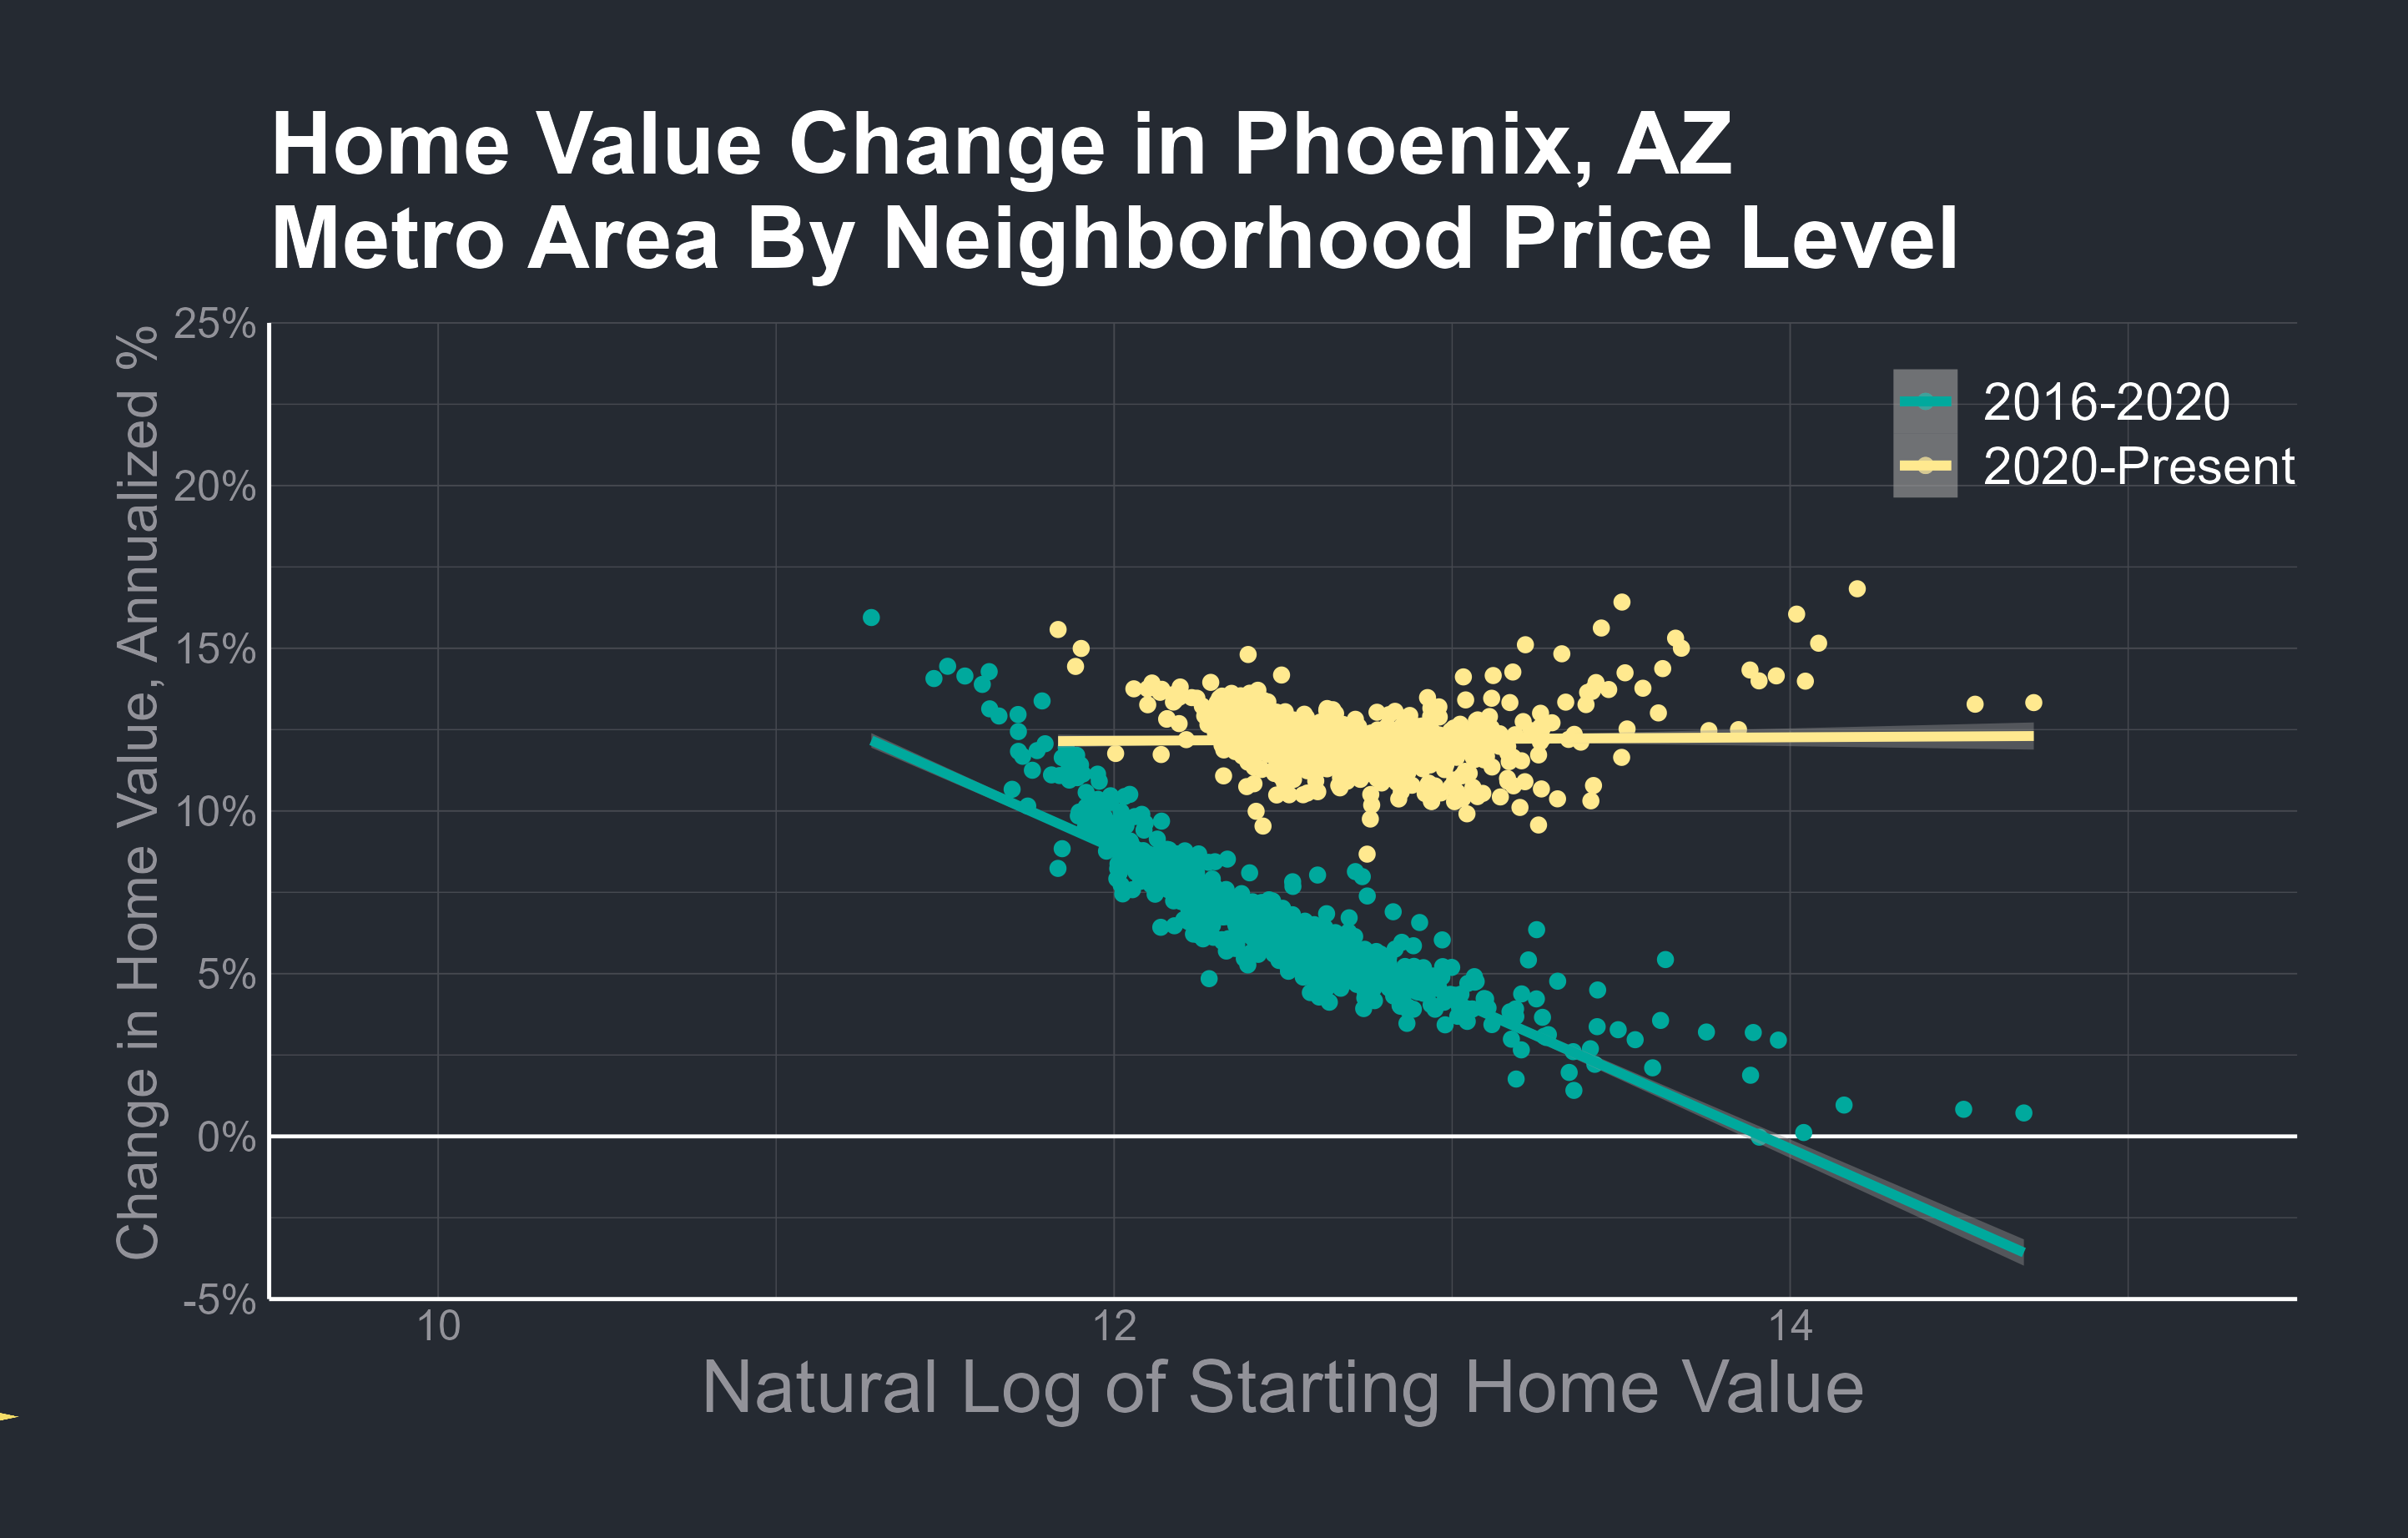 Home Value Change in Phoenix, AZ
Metro Area By Neighborhood Price Level
Change in Home Value, Annualized %
25%
20%
15%
10%
5%
0%
-5%
2016-2020
2020-Present
10
12
14
Natural Log of Starting Home Value